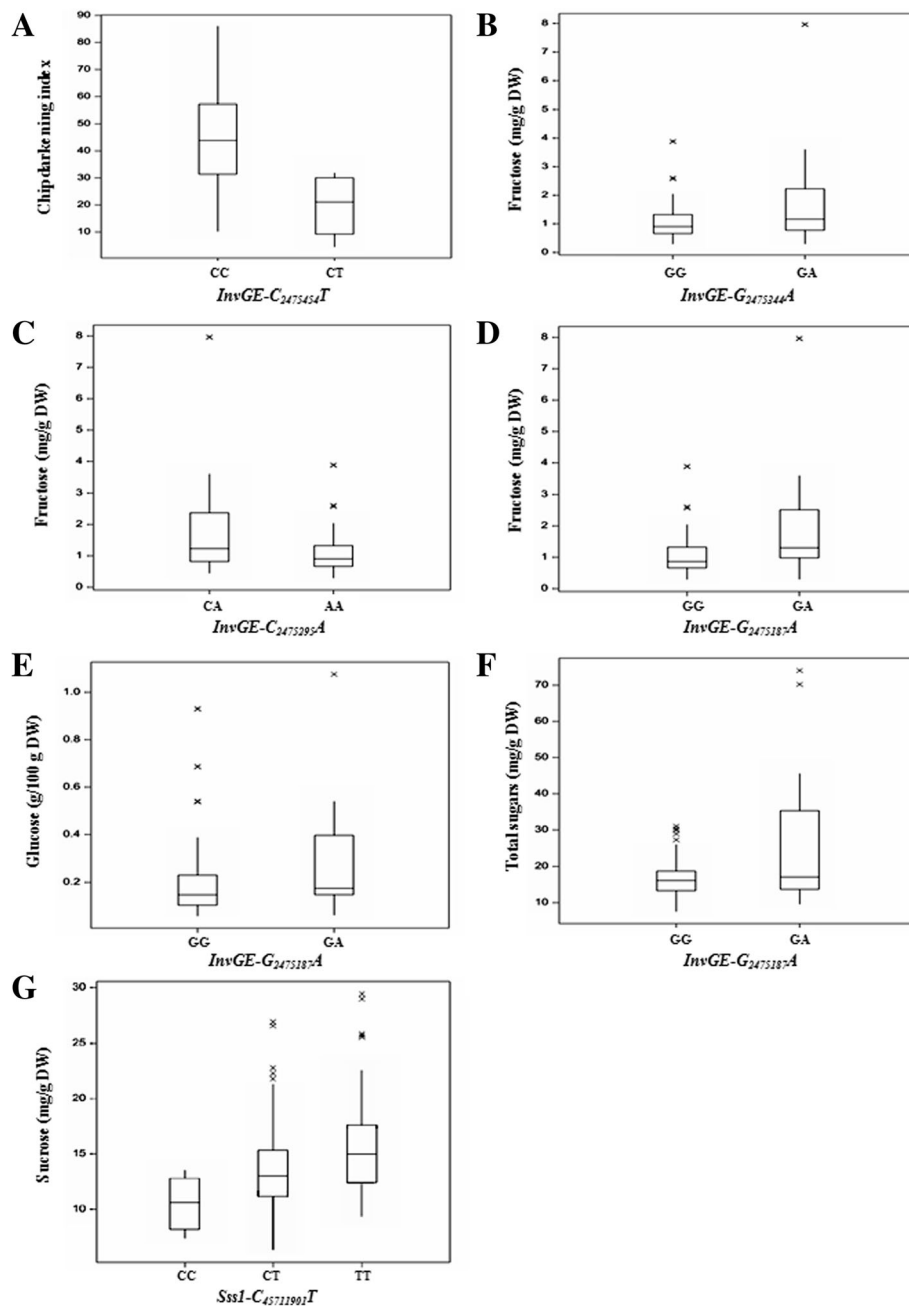 A
Chip darkening index
90
80
70
60
50
40
30
20
10
CC CT
InvGE-C2475454T
B
Fructose (mg/g DW)
8
7
6
5
4
3
2
1
0
GG GA
InvGE-G2475344A
C
Fructose (mg/g DW)
8
7
6
5
4
3
2
1
0
CA AA
InvGE-C2475295A
D
Fructose (mg/g DW)
8
7
6
5
4
3
2
1
0
GG GA
InvGE-G2475187A
E
Glucose (g/100 g DW)
1.0
0.8
0.6
0.4
0.2
GG GA
InvGE-G2475187A
F
Total sugars (mg/g DW)
70
60
50
40
30
20
10
GG GA
InvGE-G2475187A
G
Sucrose (mg/g DW)
30
25
20
15
10
CC CT TT
Sss1-C45711901T